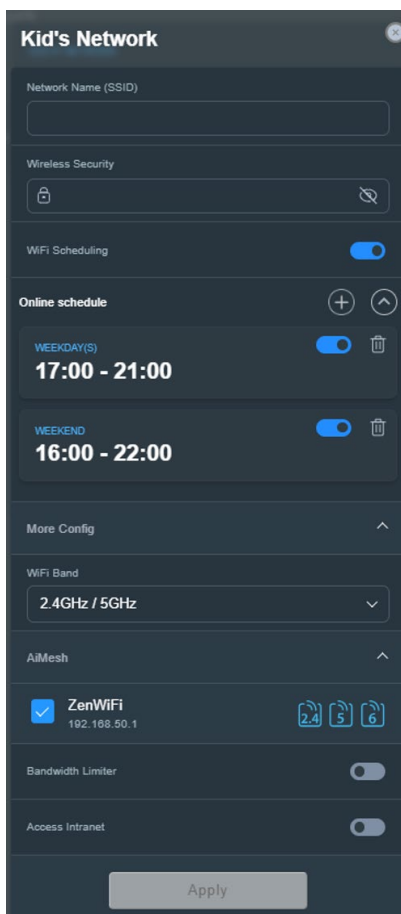 Kid's Network
Network Name (SSID)
Wireless Security
WiFi Scheduling
Online schedule
WEEKDAY(S)
17:00 - 21:00
WEEKEND
16:00 - 22:00
More Config
WiFi Band
2.4GHz / 5GHz
AiMesh
ZenWiFi
192.168.50.1
2.4 5 6
Bandwidth Limiter
Access Intranet
Apply